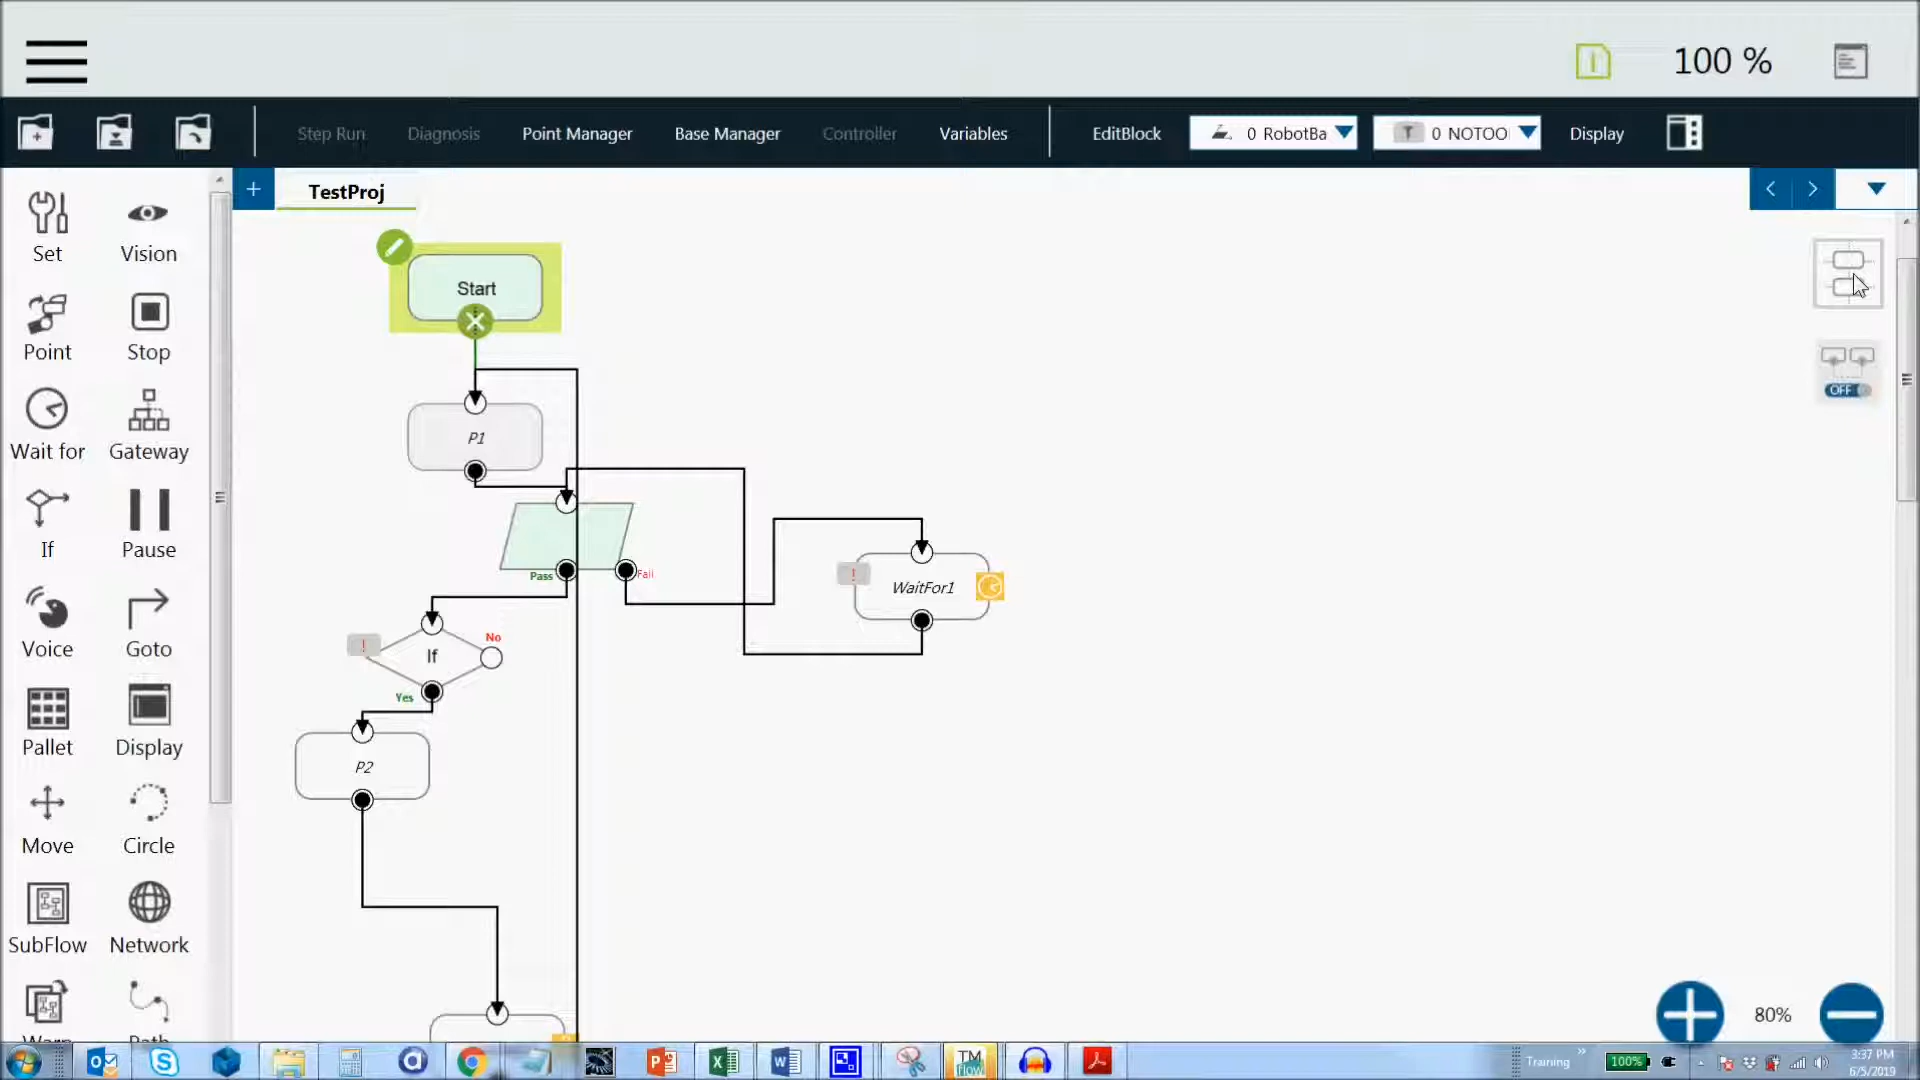 100 %
Step Run Diagnosis Point Manager Base Manager Controller Variables EditBlock 0 RobotBa 0 NOTOO Display
TestProj
Set Vision
Point Stop
Wait for Gateway
If Pause
Voice Goto
Pallet Display
Move Circle
SubFlow Network
Start
P1
Pass Fail
WaitFor1
If No
Yes
P2
OFF
80%
TM
flow
Training
100%
3:37 PM
6/5/2019